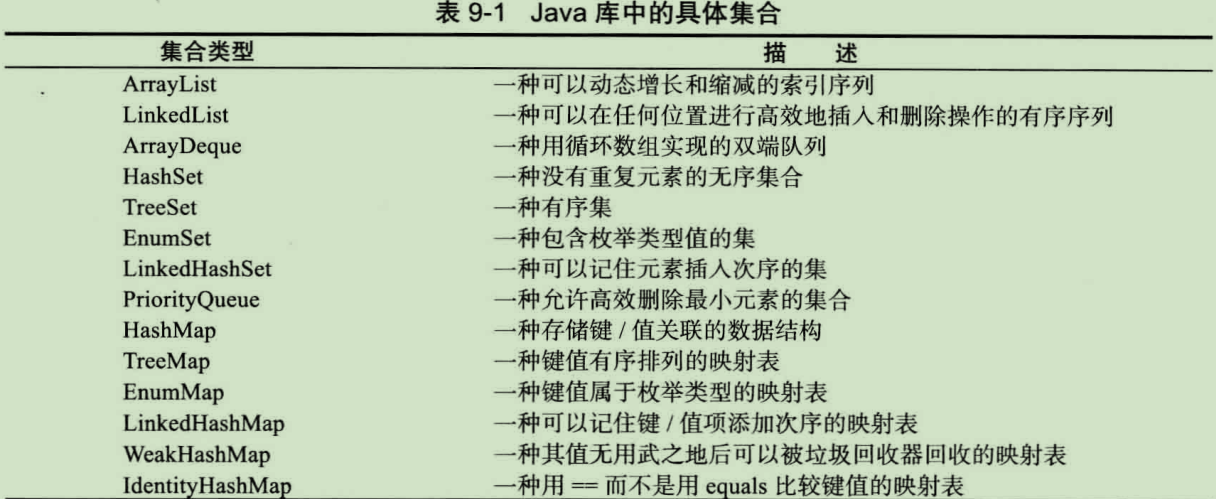 表 9-1 Java 库中的具体集合
集合类型 描 述
ArrayList 一种可以动态增长和缩减的索引序列
LinkedList 一种可以在任何位置进行高效地插入和删除操作的有序序列
ArrayDeque 一种用循环数组实现的双端队列
HashSet 一种没有重复元素的无序集合
TreeSet 一种有序集
EnumSet 一种包含枚举类型值的集
LinkedHashSet 一种可以记住元素插入次序的集
PriorityQueue 一种允许高效删除最小元素的集合
HashMap 一种存储键 / 值关联的数据结构
TreeMap 一种键值有序排列的映射表
EnumMap 一种键值属于枚举类型的映射表
LinkedHashMap 一种可以记住键 / 值项添加次序的映射表
WeakHashMap 一种其值无用武之地后可以被垃圾回收器回收的映射表
IdentityHashMap 一种用 == 而不是用 equals 比较键值的映射表